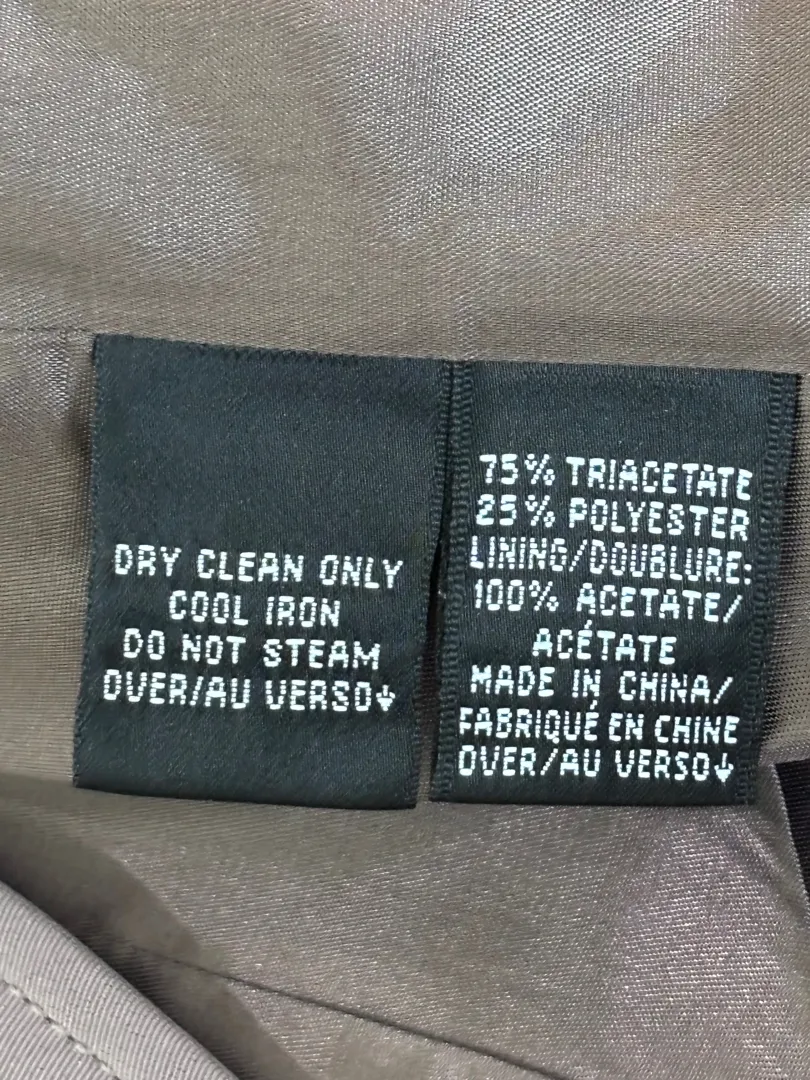 DRY CLEAN ONLY
COOL IRON
DO NOT STEAM
OVER/AU VERSO↓
75% TRIACETATE
25% POLYESTER
LINING/DOUBLURE:
100% ACETATE/
ACÉTATE
MADE IN CHINA/
FABRIQUÉ EN CHINE
OVER/AU VERSO↓